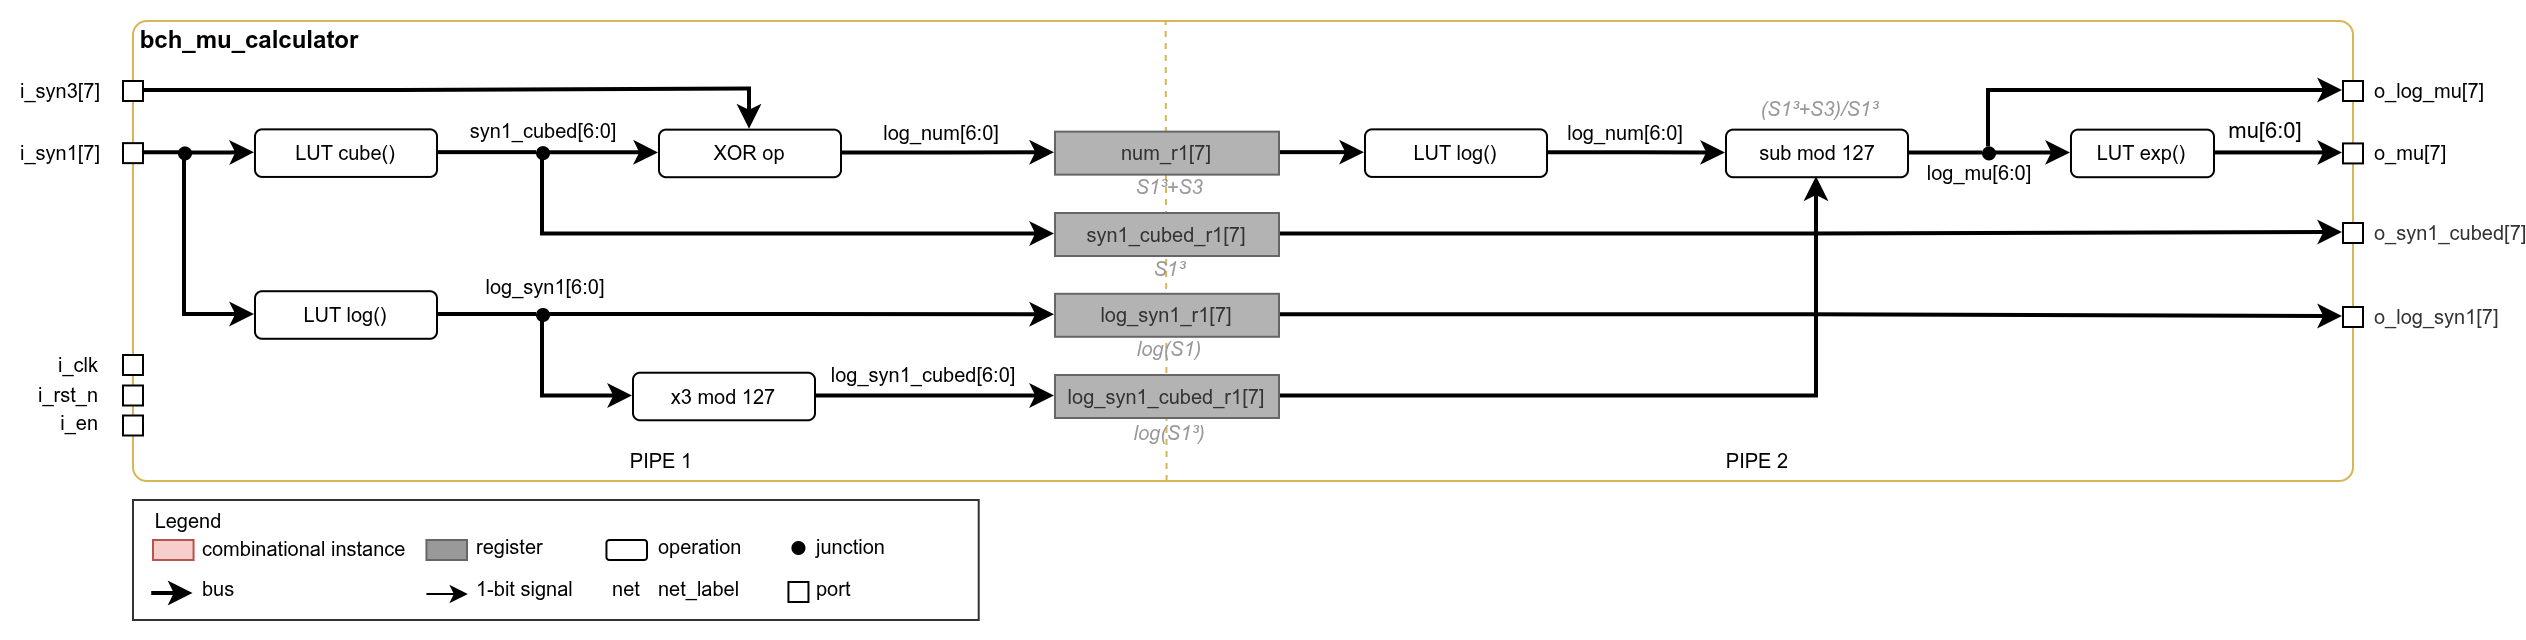 bch_mu_calculator
i_syn3[7]
i_syn1[7]
i_clk
i_rst_n
i_en
LUT cube()
syn1_cubed[6:0]
XOR op
log_num[6:0]
num_r1[7]
S1³+S3
syn1_cubed_r1[7]
S1³
LUT log()
log_syn1[6:0]
log_syn1_r1[7]
log(S1)
x3 mod 127
log_syn1_cubed[6:0]
log_syn1_cubed_r1[7]
log(S1³)
PIPE 1
LUT log()
log_num[6:0]
(S1³+S3)/S1³
sub mod 127
log_mu[6:0]
LUT exp()
mu[6:0]
PIPE 2
o_log_mu[7]
o_mu[7]
o_syn1_cubed[7]
o_log_syn1[7]
Legend
combinational instance
register
operation
junction
bus
1-bit signal
net net_label
port